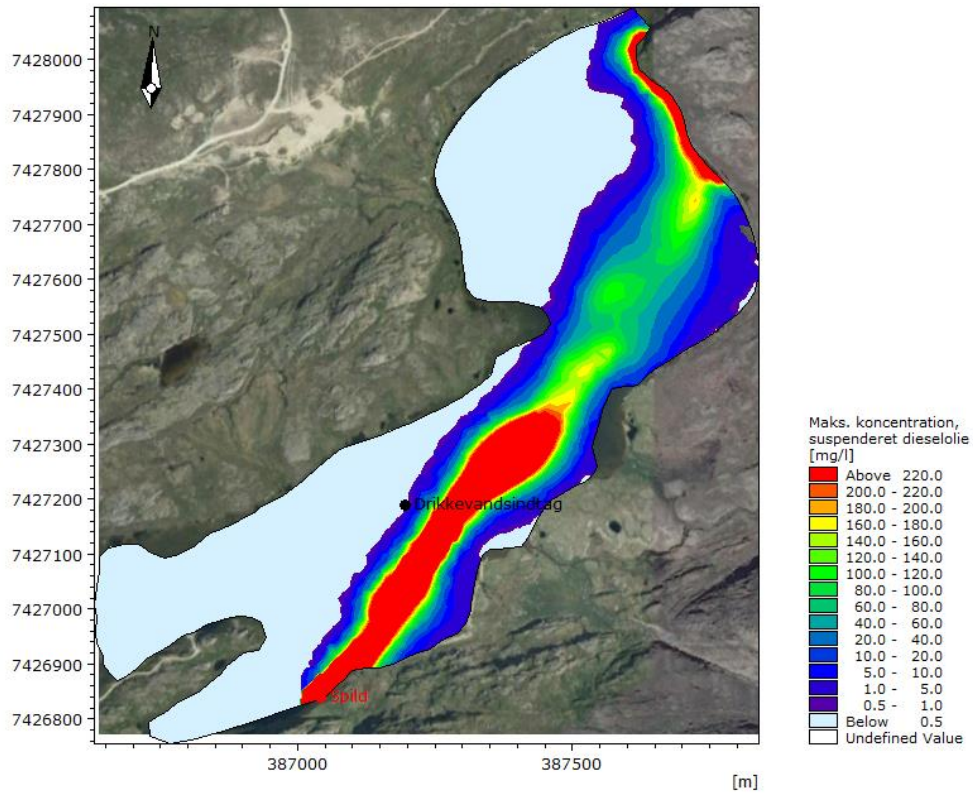 N
7428000
7427900
7427800
7427700
7427600
7427500
7427400
7427300
7427200
7427100
7427000
7426900
7426800
Drikkevandsindtag
Spild
387000
387500
[m]
Maks. koncentration,
suspenderet dieselolie
[mg/l]
Above 220.0
200.0 - 220.0
180.0 - 200.0
160.0 - 180.0
140.0 - 160.0
120.0 - 140.0
100.0 - 120.0
80.0 - 100.0
60.0 - 80.0
40.0 - 60.0
20.0 - 40.0
10.0 - 20.0
5.0 - 10.0
1.0 - 5.0
0.5 - 1.0
Below 0.5
Undefined Value